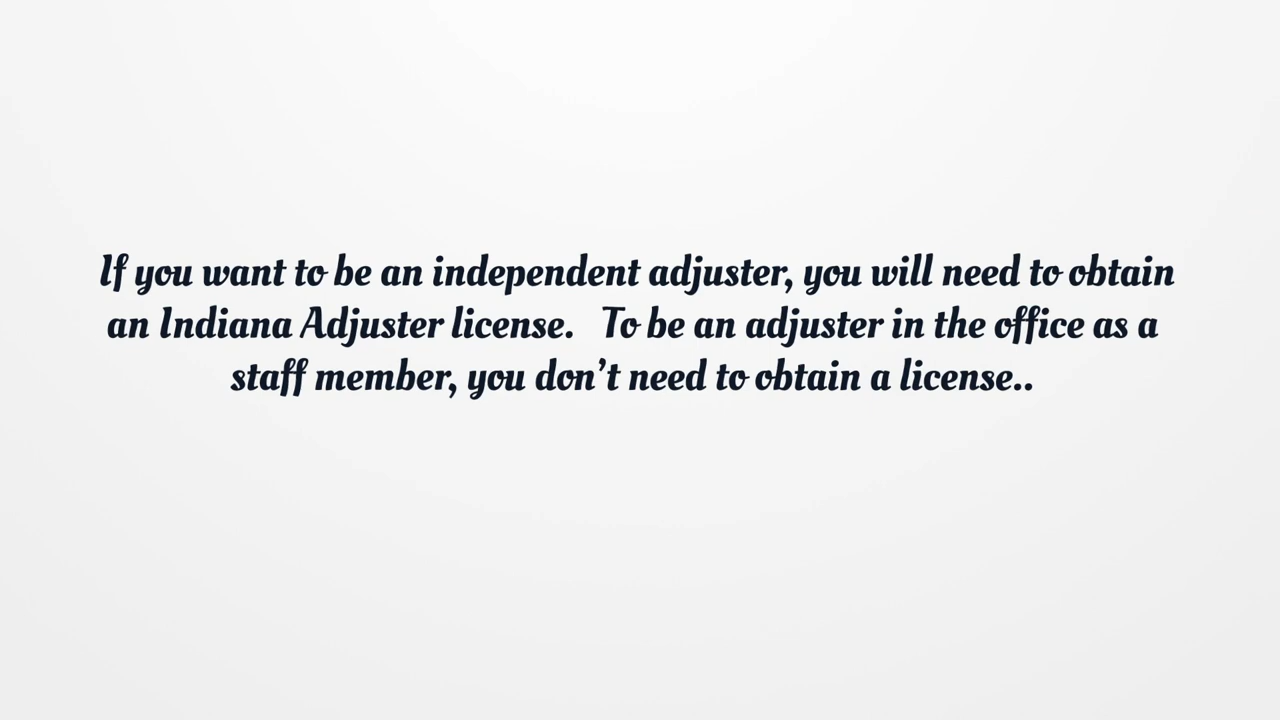 If you want to be an independent adjuster, you will need to obtain
an Indiana Adjuster license.   To be an adjuster in the office as a
staff member, you don’t need to obtain a license..